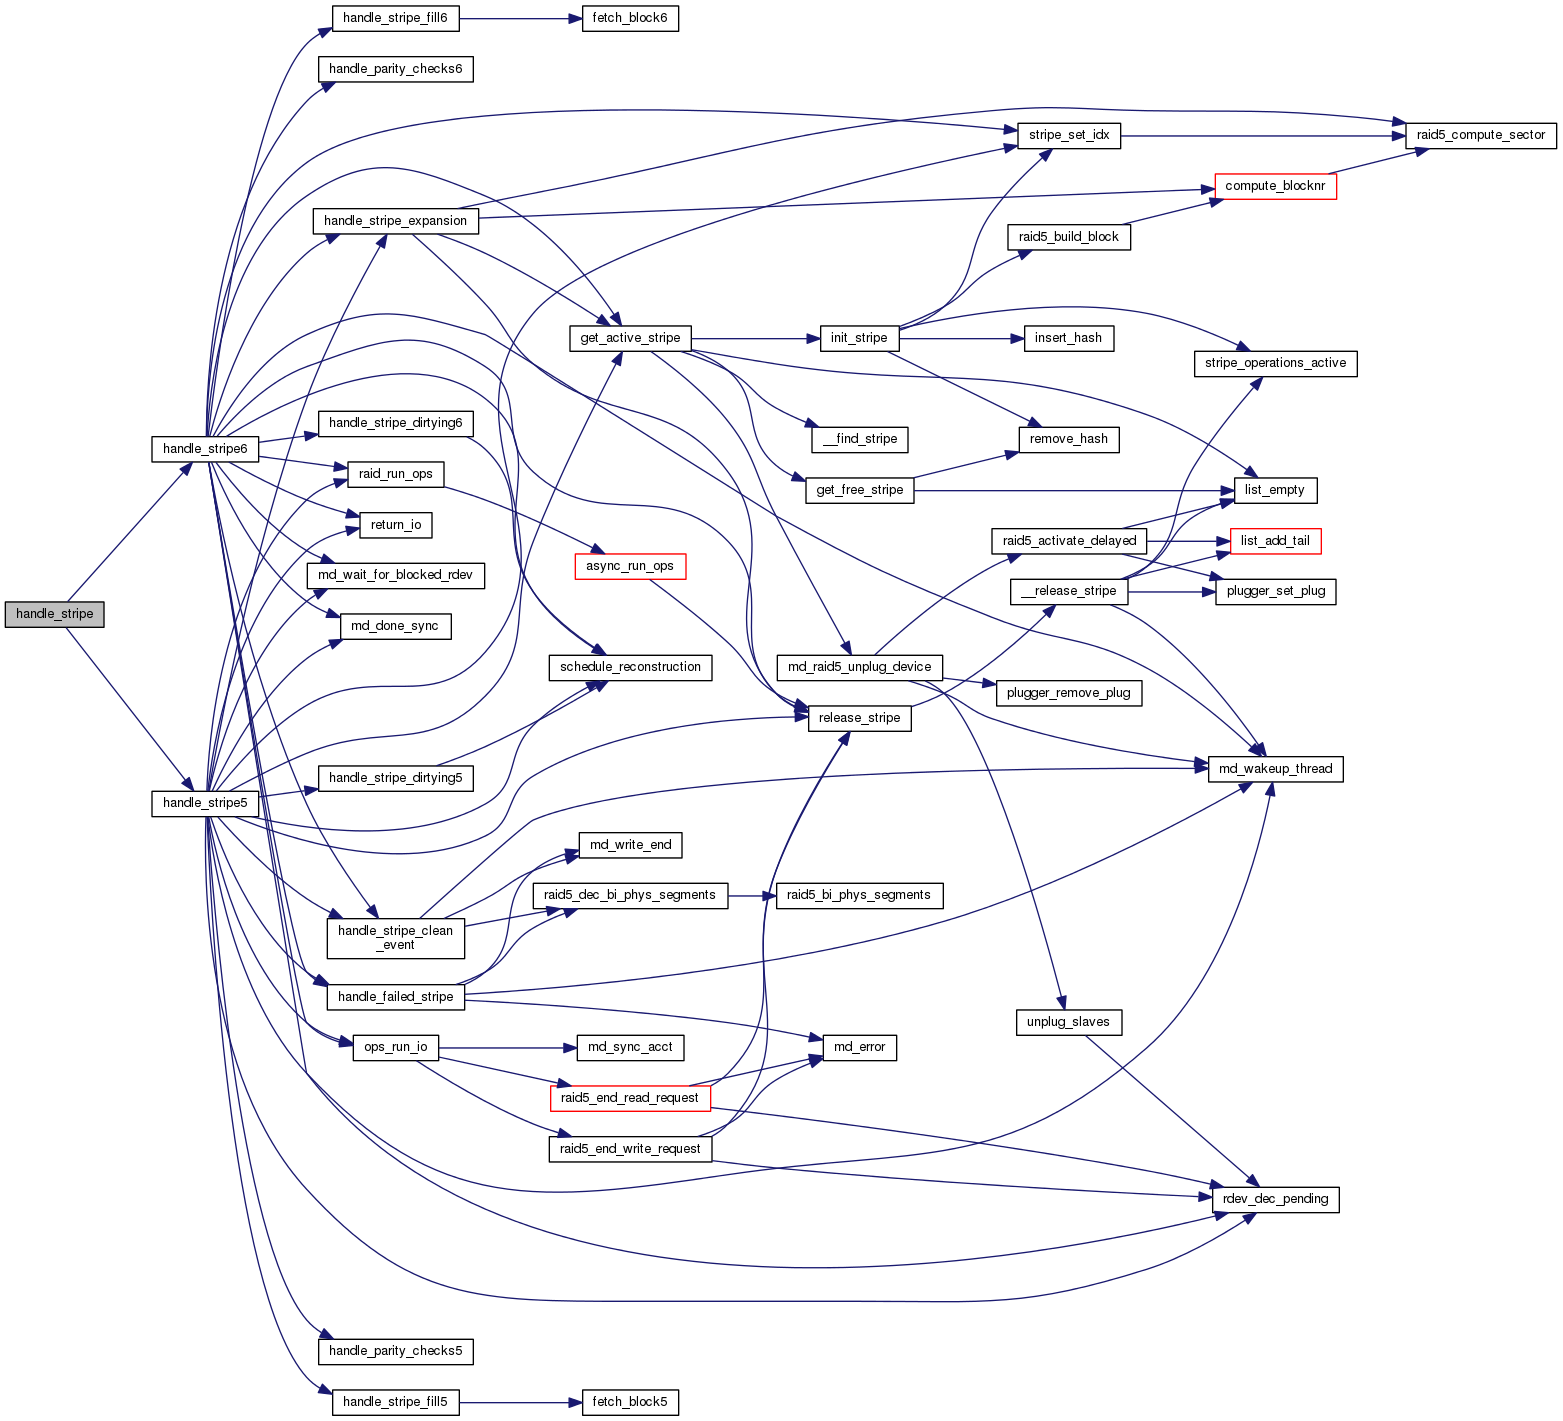 handle_stripe_fill6
fetch_block6
handle_parity_checks6
stripe_set_idx
raid5_compute_sector
compute_blocknr
handle_stripe_expansion
raid5_build_block
get_active_stripe
init_stripe
insert_hash
stripe_operations_active
handle_stripe_dirtying6
__find_stripe
remove_hash
handle_stripe6
raid_run_ops
get_free_stripe
list_empty
return_io
raid5_activate_delayed
list_add_tail
async_run_ops
md_wait_for_blocked_rdev
__release_stripe
plugger_set_plug
handle_stripe
md_done_sync
schedule_reconstruction
md_raid5_unplug_device
plugger_remove_plug
release_stripe
md_wakeup_thread
handle_stripe_dirtying5
handle_stripe5
md_write_end
raid5_dec_bi_phys_segments
raid5_bi_phys_segments
handle_stripe_clean
_event
handle_failed_stripe
unplug_slaves
ops_run_io
md_sync_acct
md_error
raid5_end_read_request
raid5_end_write_request
rdev_dec_pending
handle_parity_checks5
handle_stripe_fill5
fetch_block5